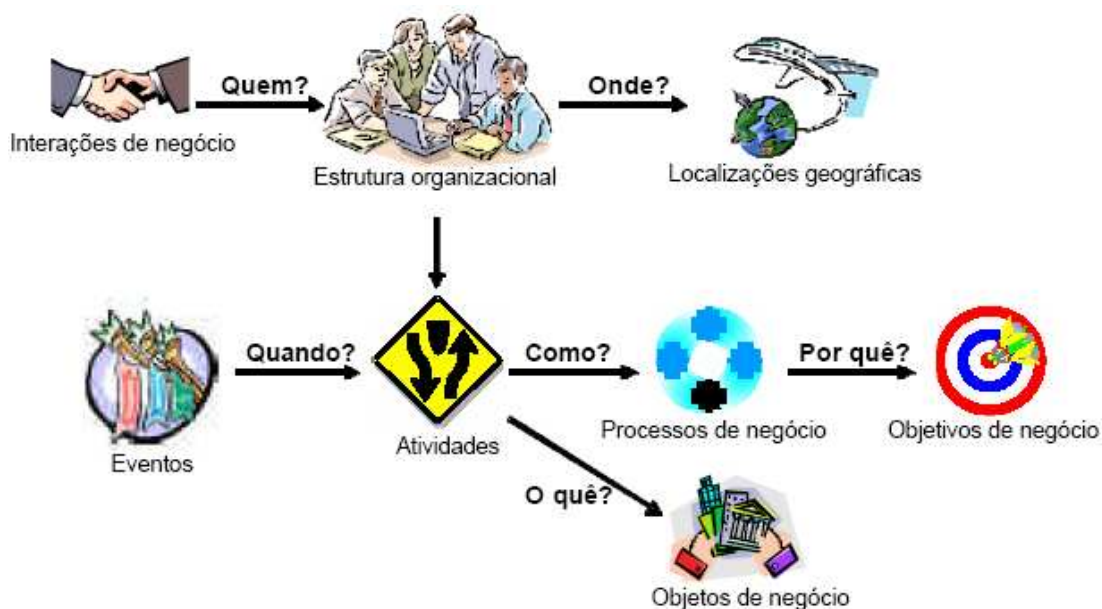 Quem?
Onde?
Interações de negócio
Estrutura organizacional
Localizações geográficas
Quando?
Como?
Por quê?
Eventos
Atividades
Processos de negócio
Objetivos de negócio
O quê?
Objetos de negócio